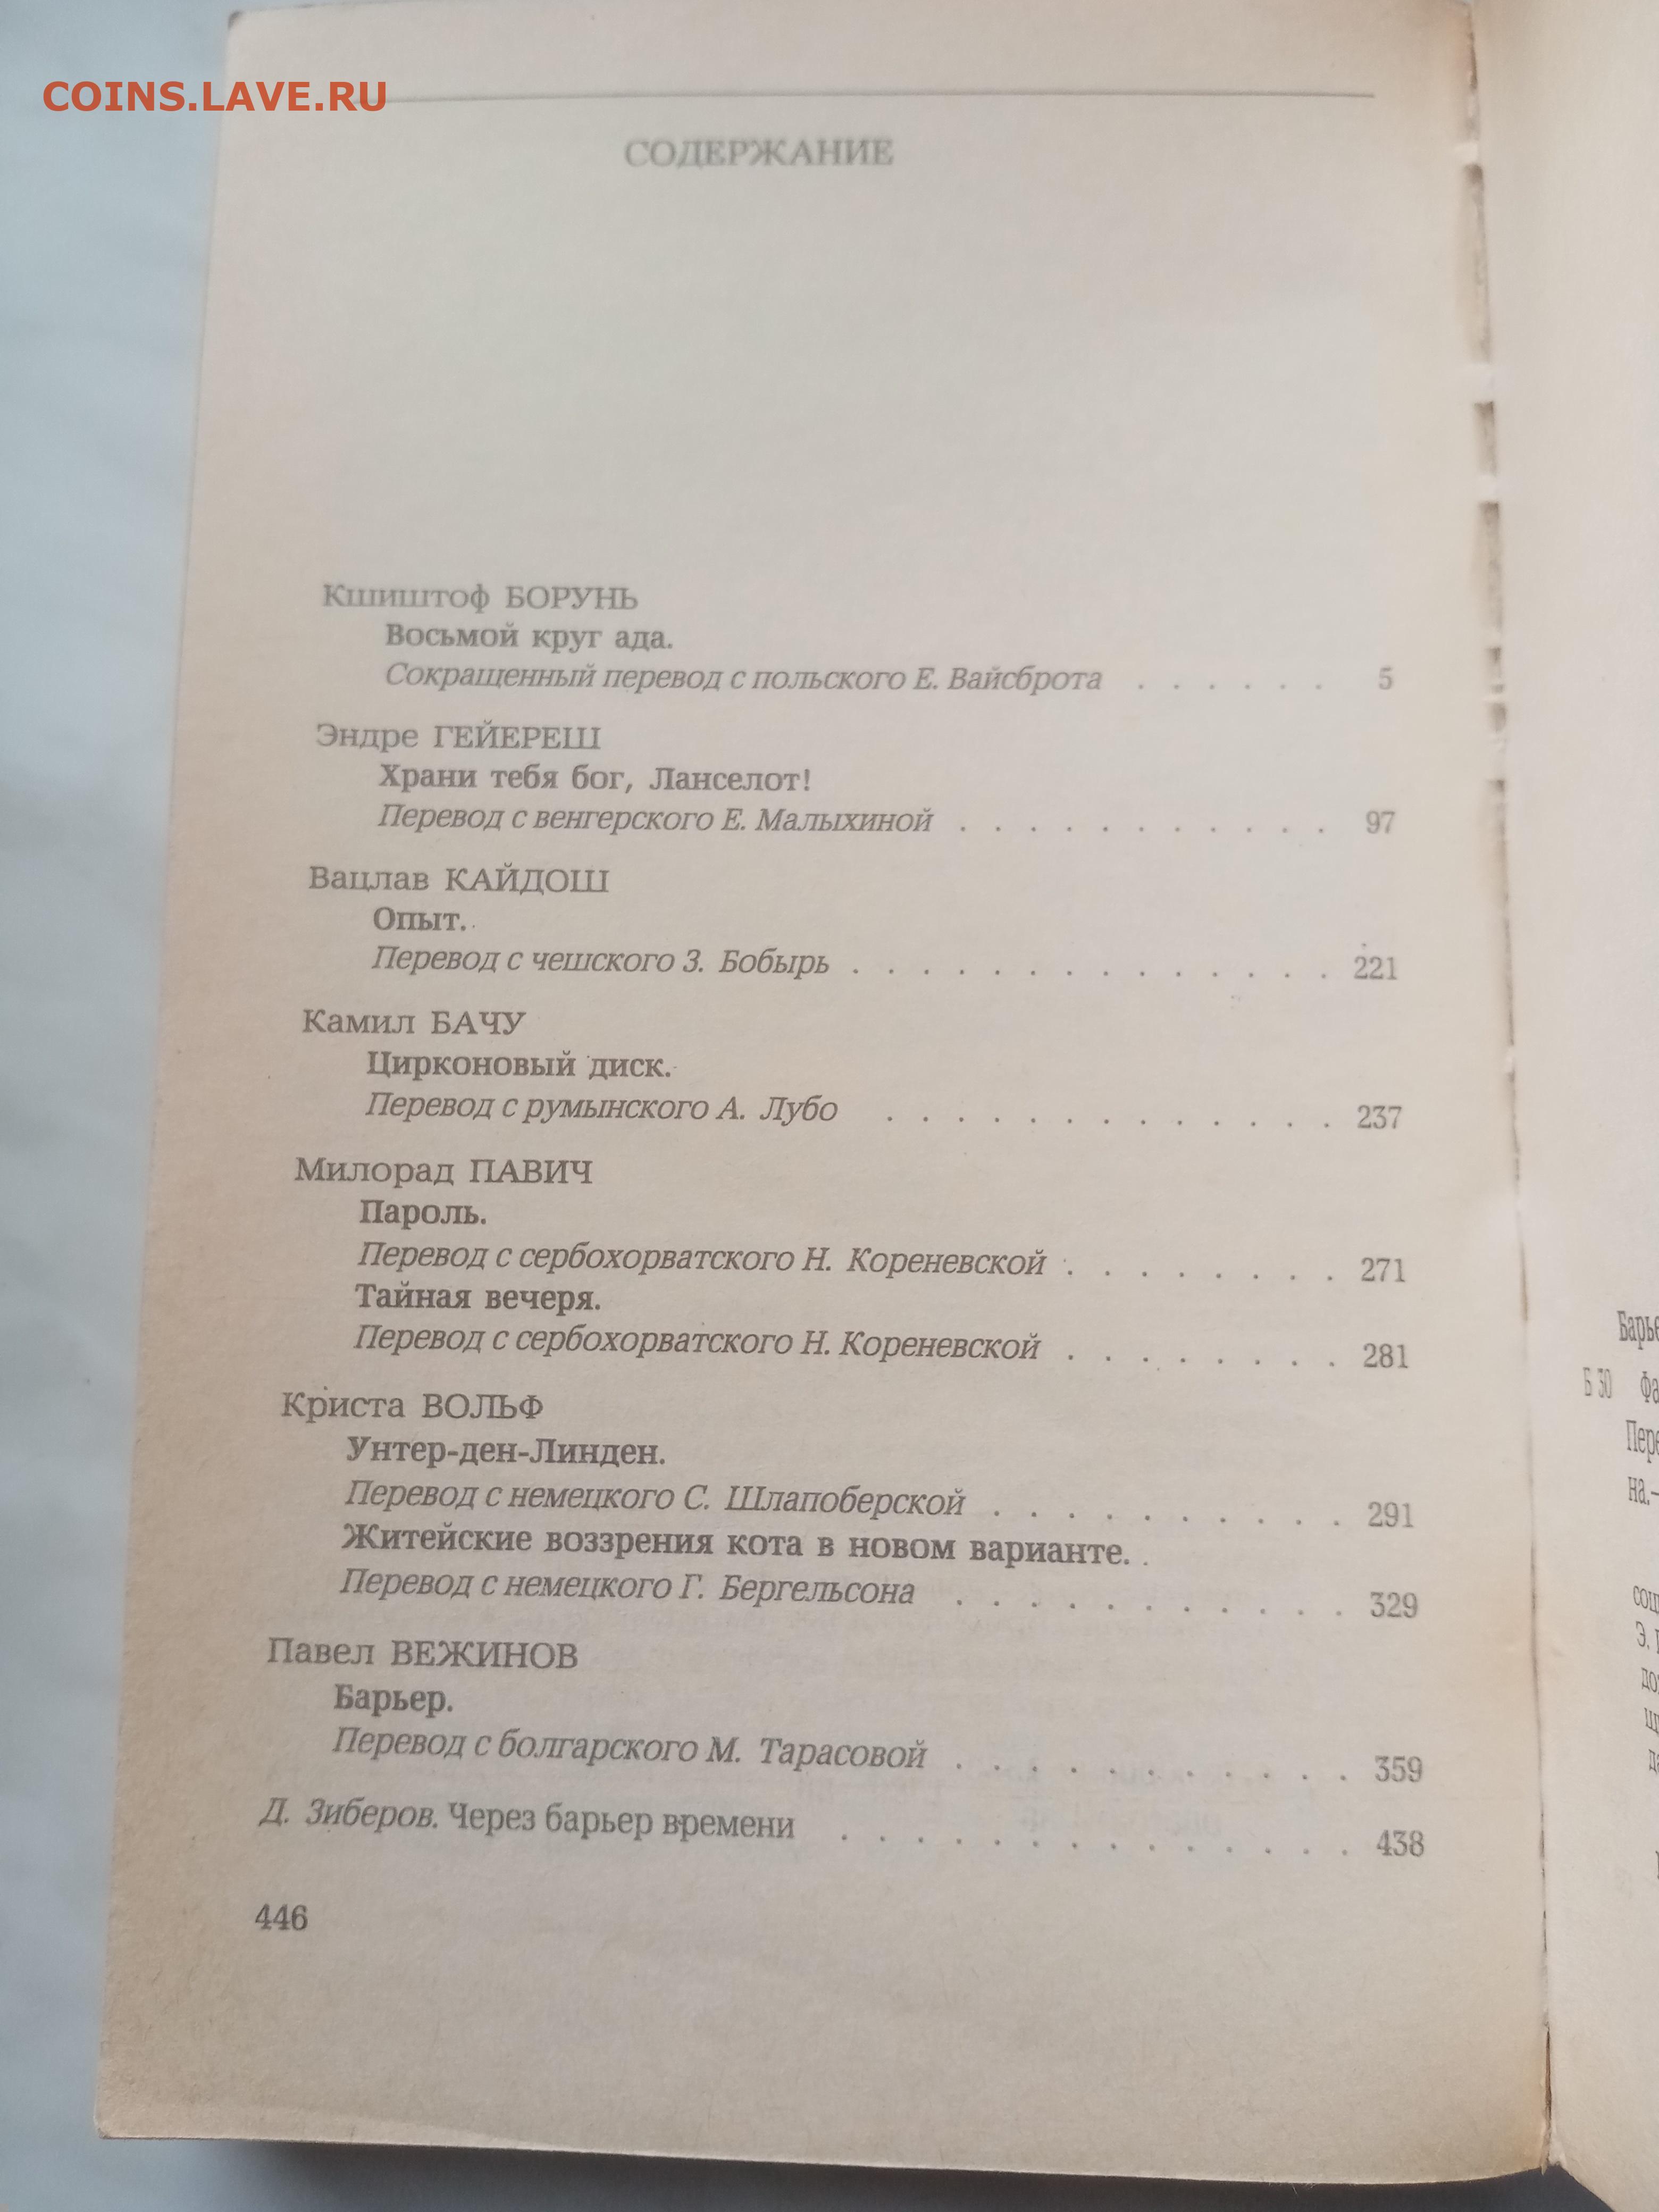 COINS.LAVE.RU
СОДЕРЖАНИЕ
Кшиштоф БОРУНЬ
Восьмой круг ада.
Сокращенный перевод с польского Е. Вайсброта . . . . . . 5
Эндре ГЕЙЕРЕШ
Храни тебя бог, Ланселот!
Перевод с венгерского Е. Малыхиной . . . . . . . . . . . 97
Вацлав КАЙДОШ
Опыт.
Перевод с чешского З. Бобырь . . . . . . . . . . . . . . 221
Камил БАЧУ
Цирконовый диск.
Перевод с румынского А. Лубо . . . . . . . . . . . . . 237
Милорад ПАВИЧ
Пароль.
Перевод с сербохорватского Н. Кореневской . . . . . . . . 271
Тайная вечеря.
Перевод с сербохорватского Н. Кореневской . . . . . . . . 281
Криста ВОЛЬФ
Унтер-ден-Линден.
Перевод с немецкого С. Шлапоберской . . . . . . . . . . 291
Житейские воззрения кота в новом варианте.
Перевод с немецкого Г. Бергельсона . . . . . . . . . . . 329
Павел ВЕЖИНОВ
Барьер.
Перевод с болгарского М. Тарасовой . . . . . . . . . . . 359
Д. Зиберов. Через барьер времени . . . . . . . . . . . . . . 438
446
Б 30